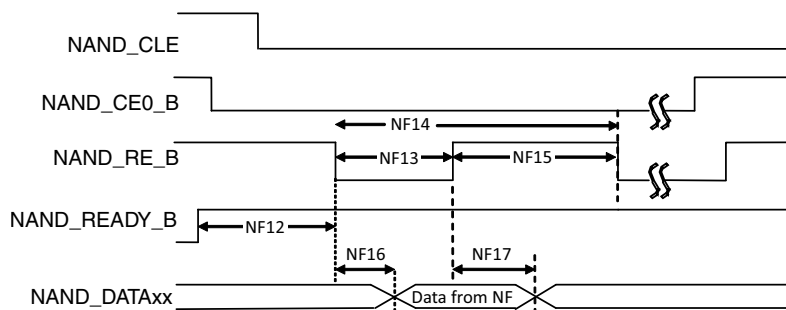 NAND_CLE
NAND_CE0_B
NF14
NAND_RE_B
NF13
NF15
NAND_READY_B
NF12
NF16
NF17
NAND_DATAxx
Data from NF